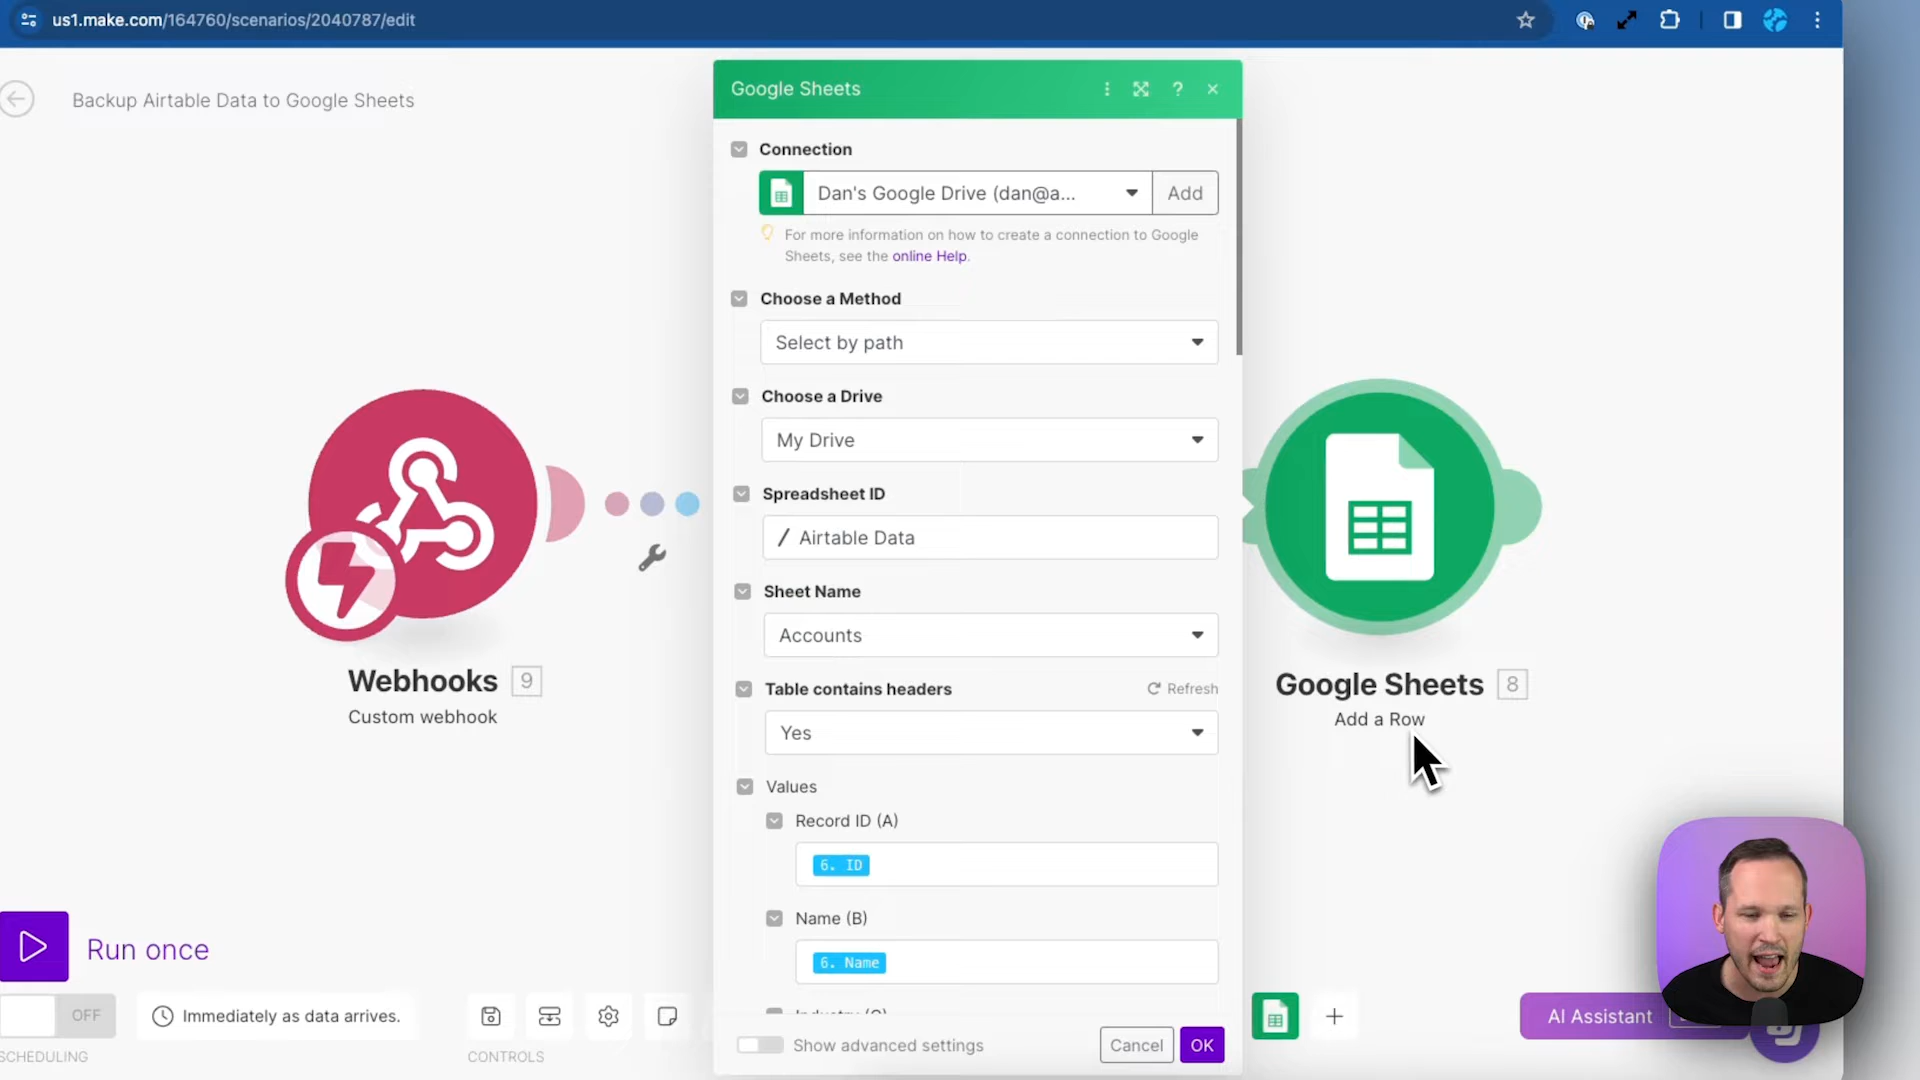 us1.make.com/164760/scenarios/2040787/edit
Backup Airtable Data to Google Sheets
Google Sheets
?
Connection
Dan's Google Drive (dan@a...
Add
For more information on how to create a connection to Google
Sheets, see the online Help.
Choose a Method
Select by path
Choose a Drive
My Drive
Spreadsheet ID
/ Airtable Data
Sheet Name
Accounts
Table contains headers
Refresh
Yes
Values
Record ID (A)
6. ID
Name (B)
6. Name
Industry (C)
Show advanced settings
Cancel
OK
Webhooks 9
Custom webhook
Google Sheets 8
Add a Row
Run once
OFF
Immediately as data arrives.
SCHEDULING
CONTROLS
AI Assistant